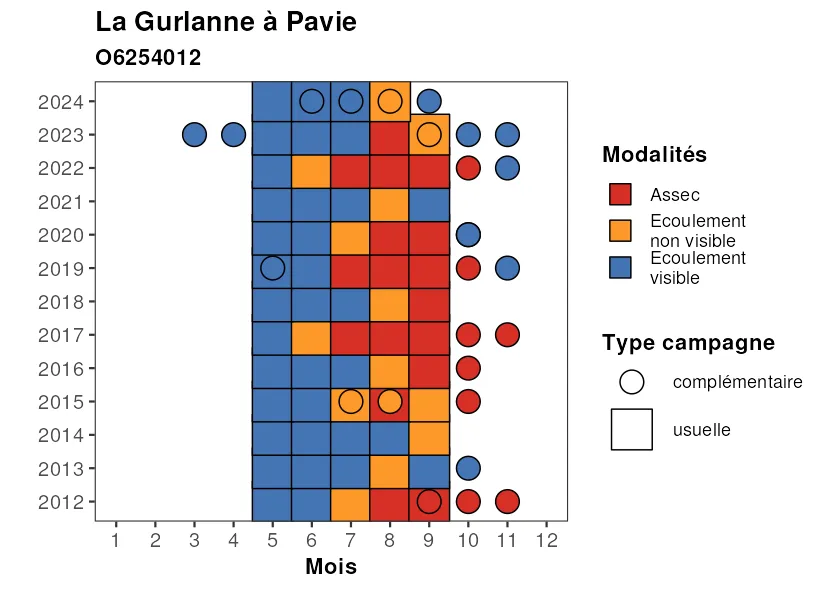 La Gurlanne à Pavie
O6254012
2024
2023
2022
2021
2020
2019
2018
2017
2016
2015
2014
2013
2012
1 2 3 4 5 6 7 8 9 10 11 12
Mois
Modalités
Assec
Ecoulement
non visible
Ecoulement
visible
Type campagne
complémentaire
usuelle